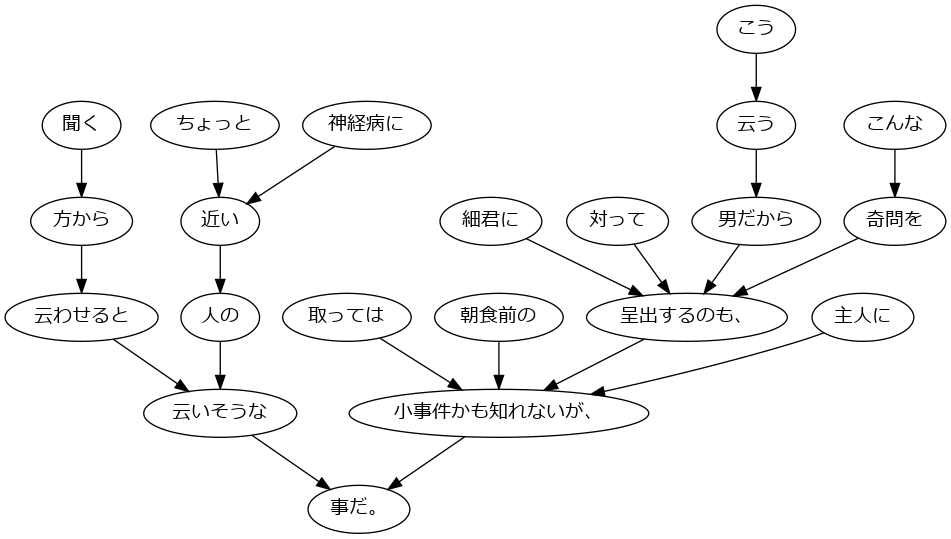 こう
聞く
ちょっと
神経病に
云う
こんな
方から
近い
細君に
対って
男だから
奇問を
云わせると
人の
取っては
朝食前の
呈出するのも、
主人に
云いそうな
小事件かも知れないが、
事だ。